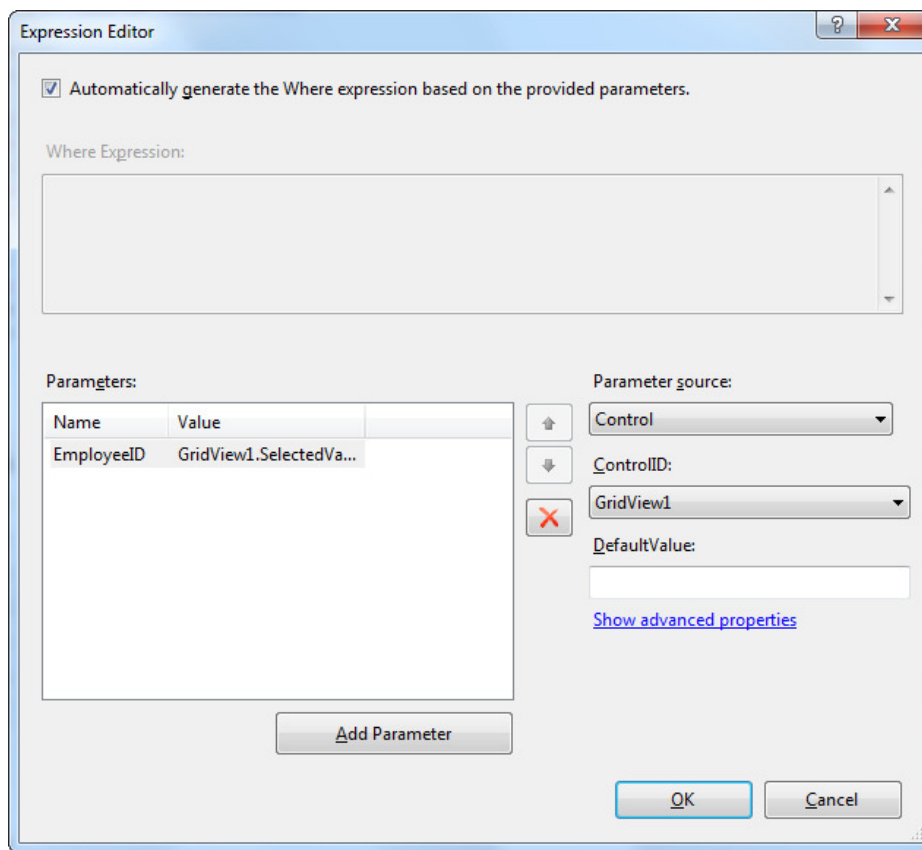 Expression Editor
Automatically generate the Where expression based on the provided parameters.
Where Expression:
Parameters:
Name Value
EmployeeID GridView1.SelectedVa...
Add Parameter
Parameter source:
Control
ControlID:
GridView1
DefaultValue:
Show advanced properties
OK Cancel